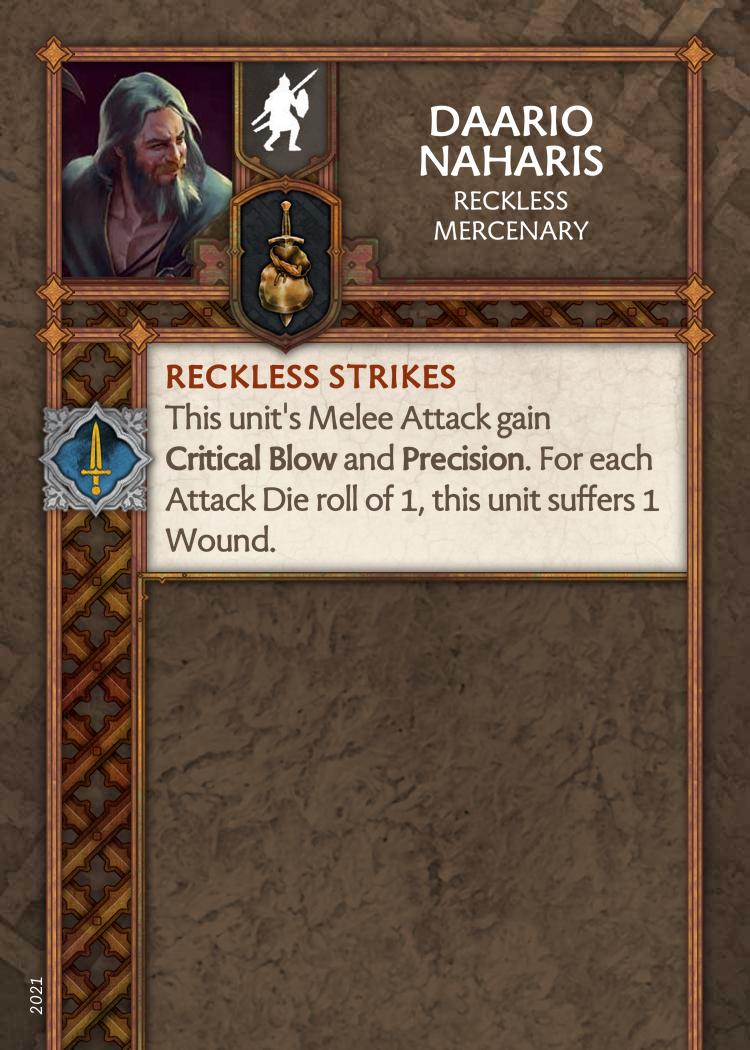 DAARIO
NAHARIS
RECKLESS
MERCENARY
RECKLESS STRIKES
This unit's Melee Attack gain
Critical Blow and Precision. For each
Attack Die roll of 1, this unit suffers 1
Wound.
2021